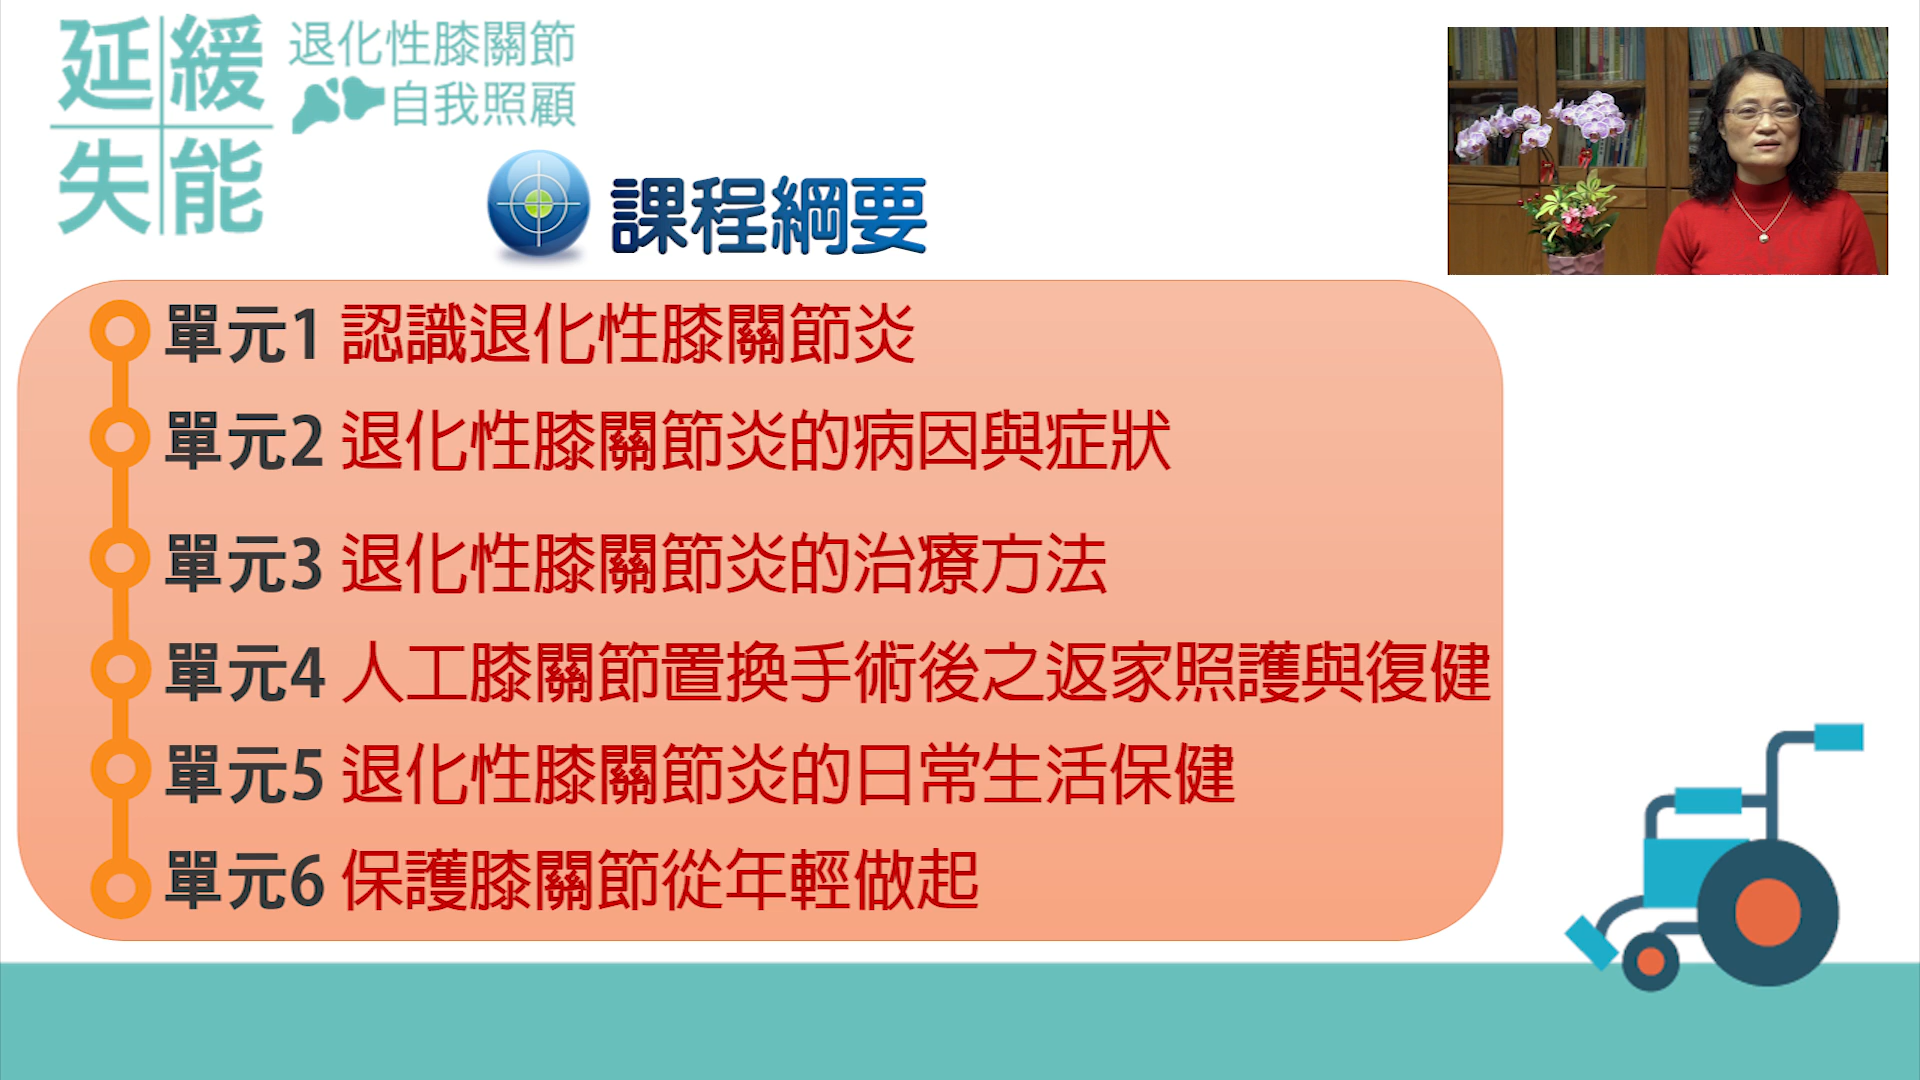 延緩
失能
退化性膝關節
自我照顧
課程綱要
單元1 認識退化性膝關節炎
單元2 退化性膝關節炎的病因與症狀
單元3 退化性膝關節炎的治療方法
單元4 人工膝關節置換手術後之返家照護與復健
單元5 退化性膝關節炎的日常生活保健
單元6 保護膝關節從年輕做起